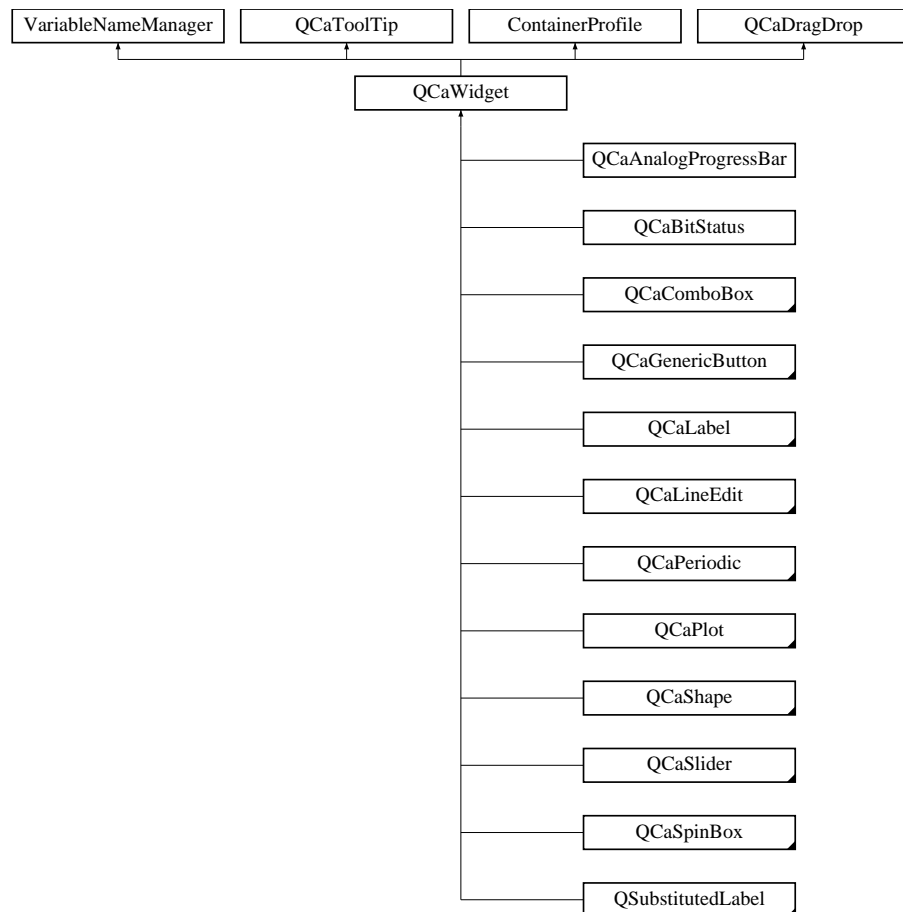 VariableNameManager
QCaToolTip
ContainerProfile
QCaDragDrop
QCaWidget
QCaAnalogProgressBar
QCaBitStatus
QCaComboBox
QCaGenericButton
QCaLabel
QCaLineEdit
QCaPeriodic
QCaPlot
QCaShape
QCaSlider
QCaSpinBox
QSubstitutedLabel